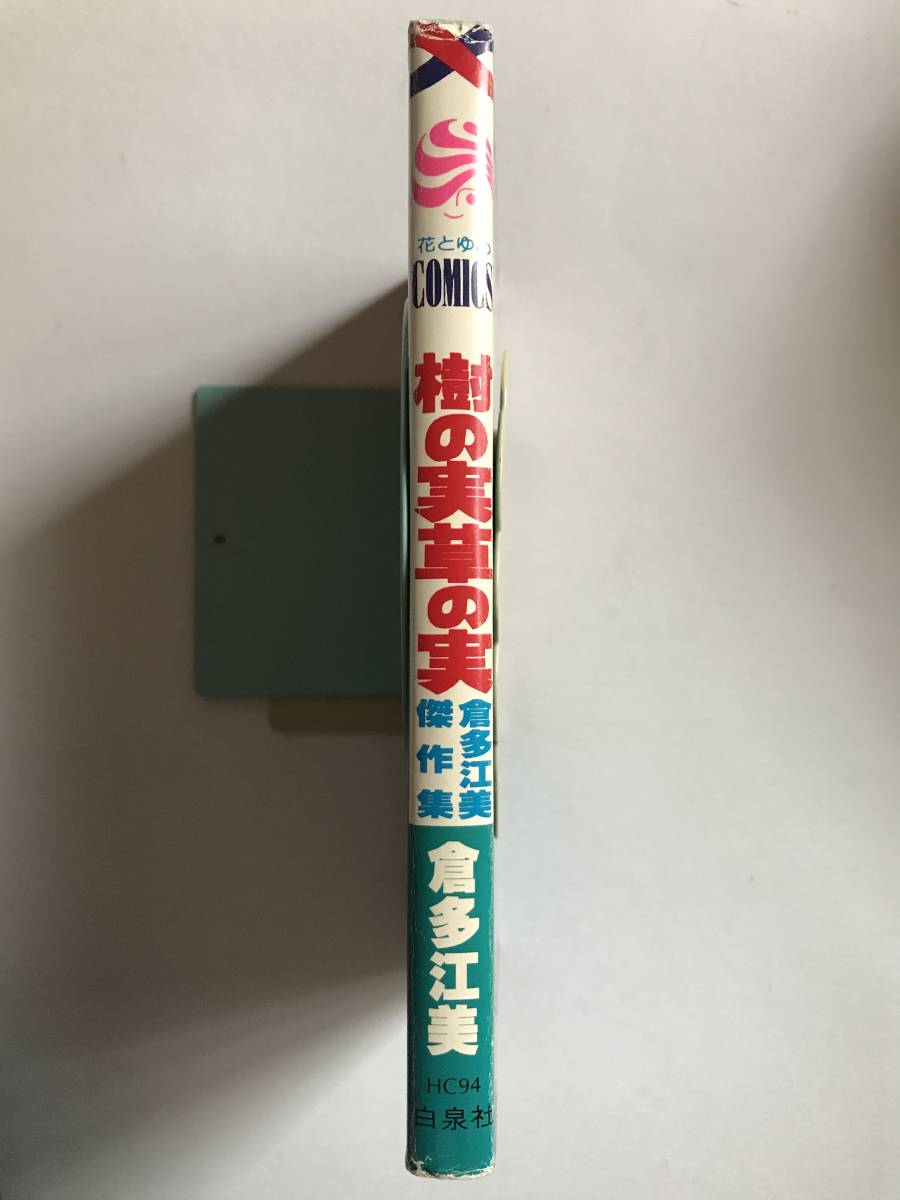 花とゆめ
COMICS
樹の実草の実
倉多江美
傑作集
倉多江美
HC94
白泉社